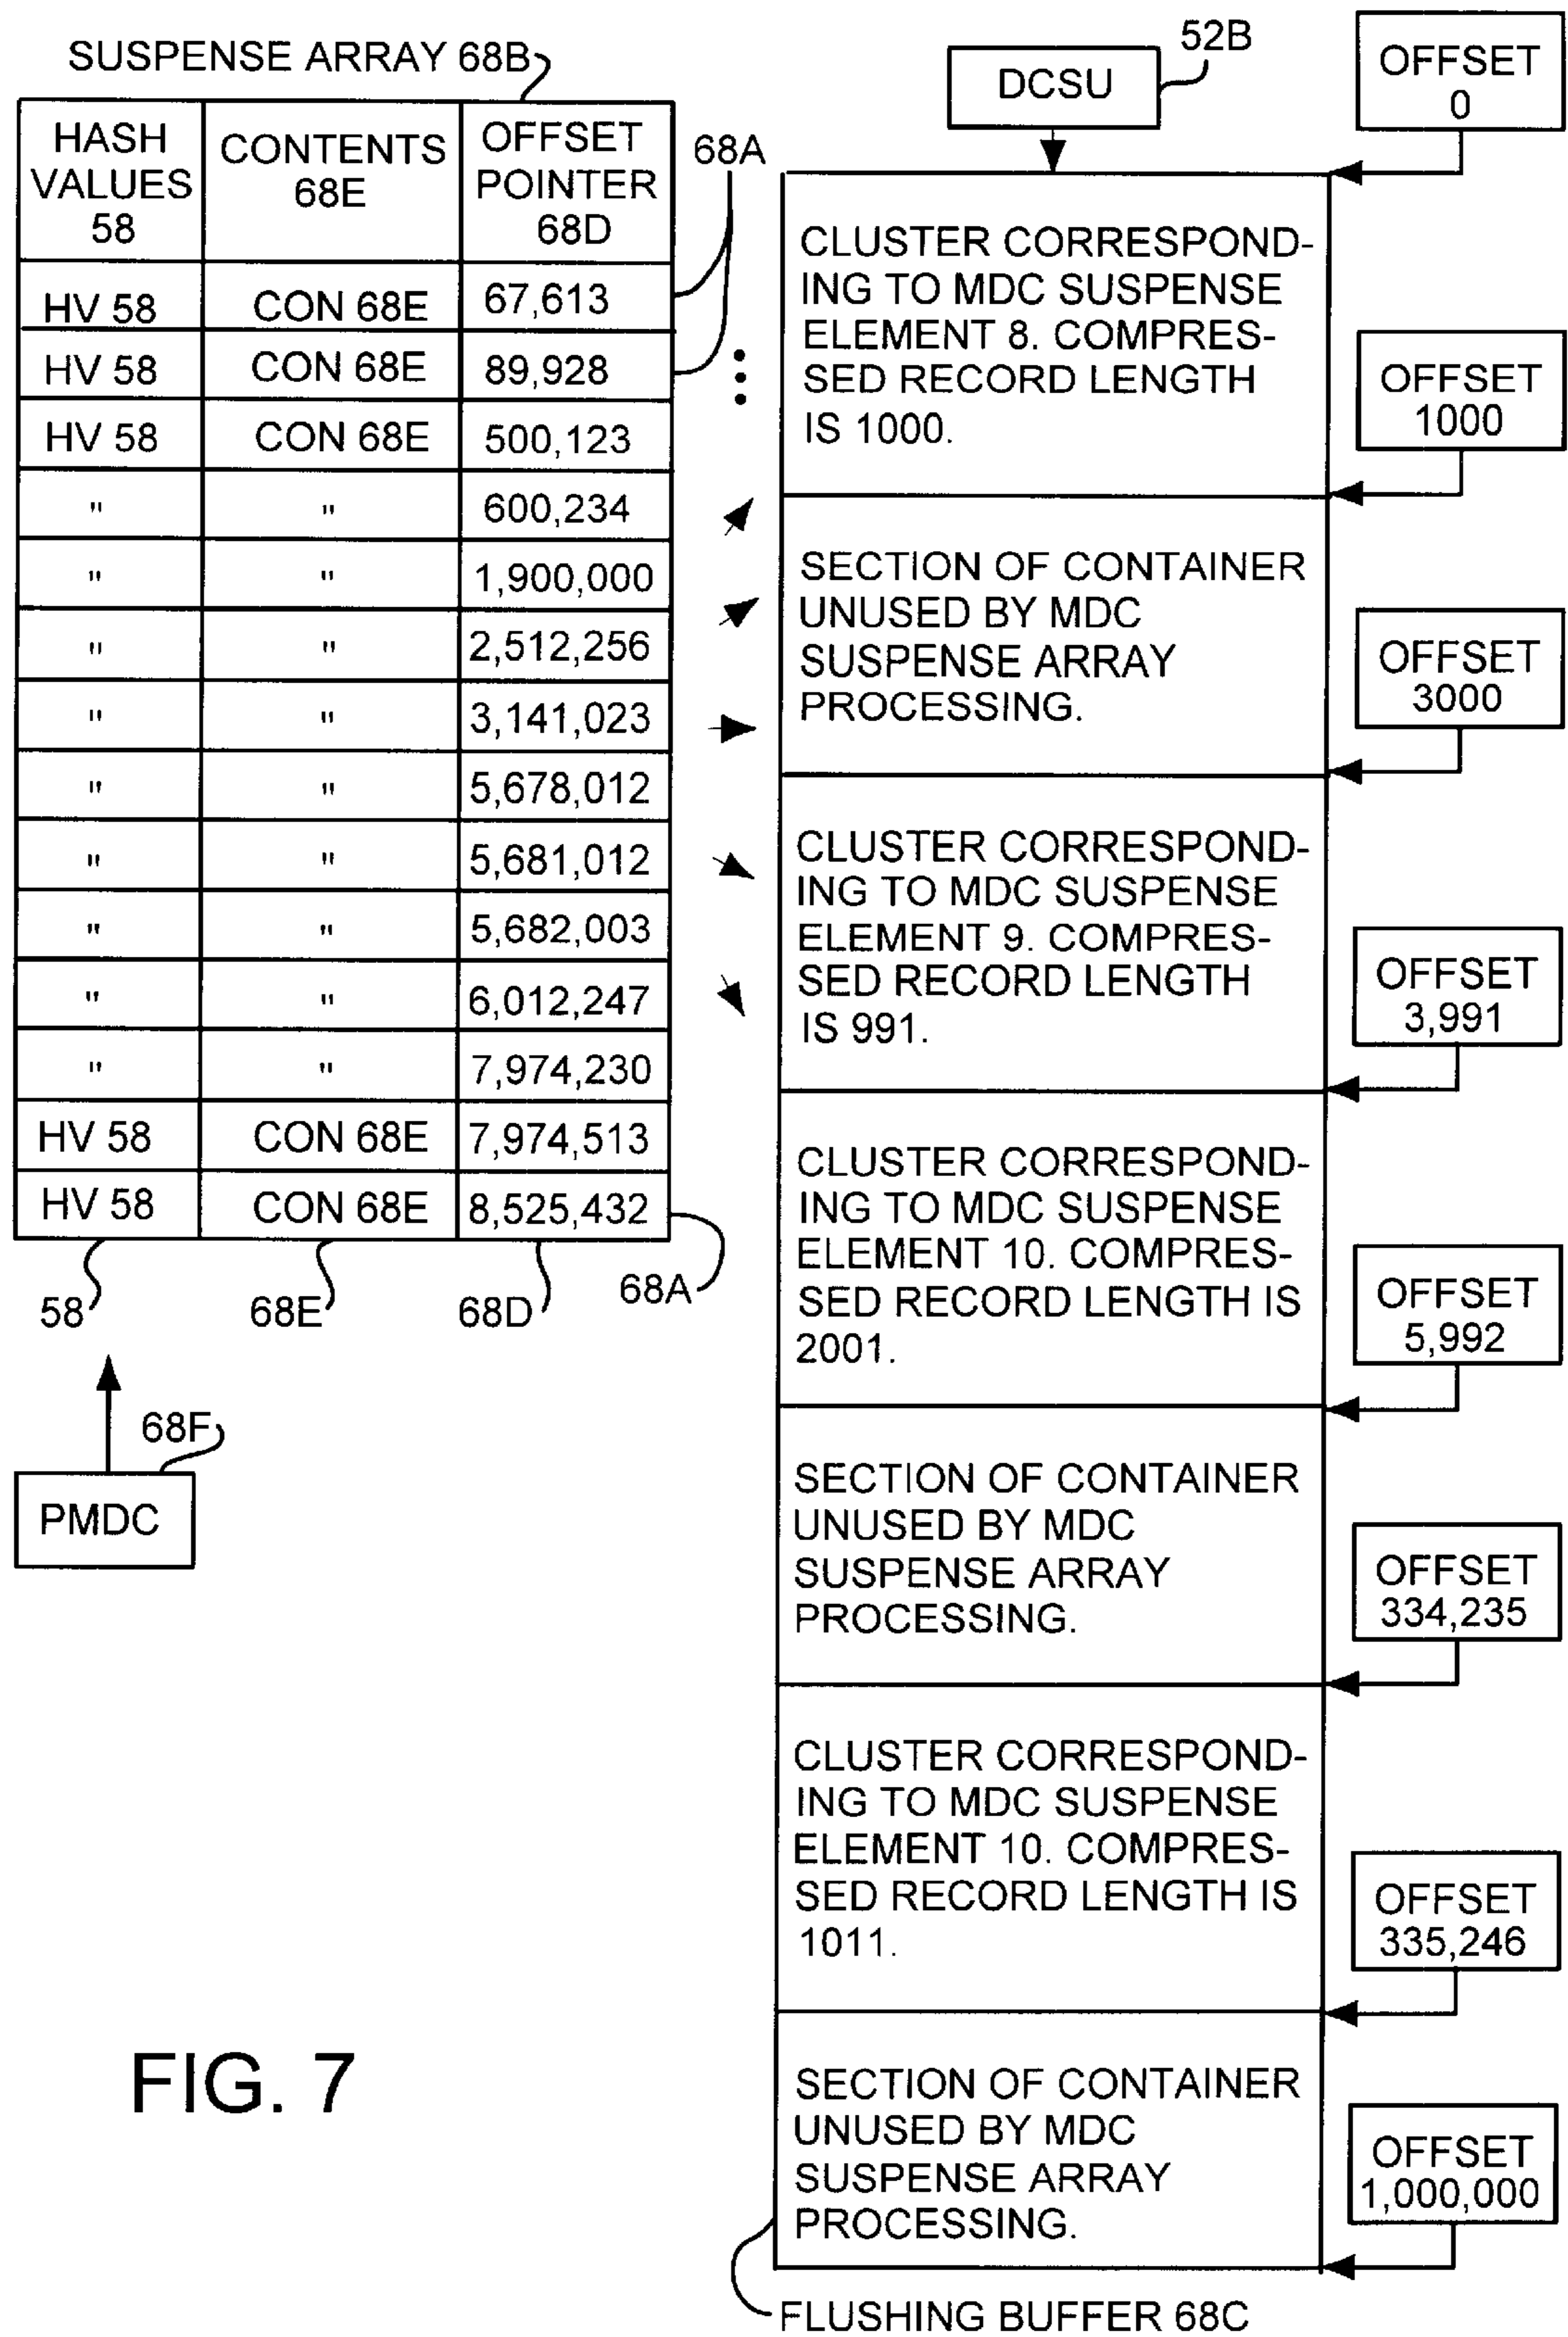 SUSPENSE ARRAY 68B
HASH VALUES 58
CONTENTS 68E
OFFSET POINTER 68D
HV 58 CON 68E 67,613
HV 58 CON 68E 89,928
HV 58 CON 68E 500,123
" " 600,234
" " 1,900,000
" " 2,512,256
" " 3,141,023
" " 5,678,012
" " 5,681,012
" " 5,682,003
" " 6,012,247
" " 7,974,230
HV 58 CON 68E 7,974,513
HV 58 CON 68E 8,525,432
58 68E 68D 68A
68A
68F
PMDC
DCSU
52B
CLUSTER CORRESPOND-
ING TO MDC SUSPENSE
ELEMENT 8. COMPRES-
SED RECORD LENGTH
IS 1000.
SECTION OF CONTAINER
UNUSED BY MDC
SUSPENSE ARRAY
PROCESSING.
CLUSTER CORRESPOND-
ING TO MDC SUSPENSE
ELEMENT 9. COMPRES-
SED RECORD LENGTH
IS 991.
CLUSTER CORRESPOND-
ING TO MDC SUSPENSE
ELEMENT 10. COMPRES-
SED RECORD LENGTH IS
2001.
SECTION OF CONTAINER
UNUSED BY MDC
SUSPENSE ARRAY
PROCESSING.
CLUSTER CORRESPOND-
ING TO MDC SUSPENSE
ELEMENT 10. COMPRES-
SED RECORD LENGTH IS
1011.
SECTION OF CONTAINER
UNUSED BY MDC
SUSPENSE ARRAY
PROCESSING.
FLUSHING BUFFER 68C
OFFSET
0
OFFSET
1000
OFFSET
3000
OFFSET
3,991
OFFSET
5,992
OFFSET
334,235
OFFSET
335,246
OFFSET
1,000,000
FIG. 7